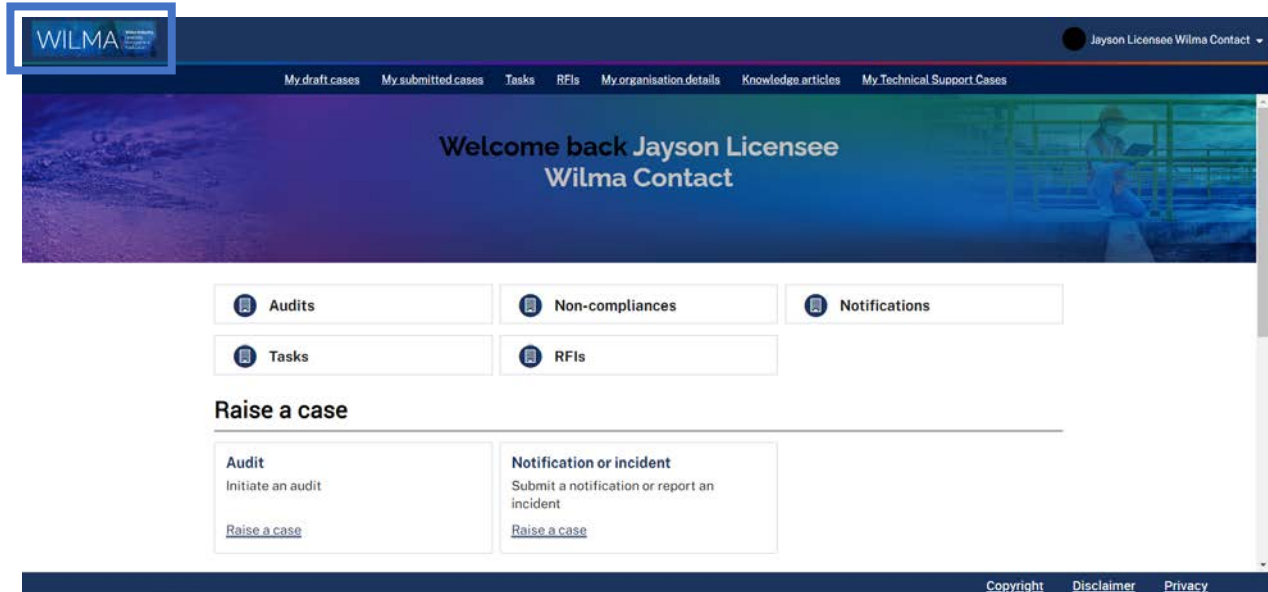 WILMA
Jayson Licensee Wilma Contact
My draft cases My submitted cases Tasks RFIs My organisation details Knowledge articles My Technical Support Cases
Welcome back Jayson Licensee
Wilma Contact
Audits Non-compliances Notifications
Tasks RFIs
Raise a case
Audit
Initiate an audit
Raise a case
Notification or incident
Submit a notification or report an
incident
Raise a case
Copyright Disclaimer Privacy